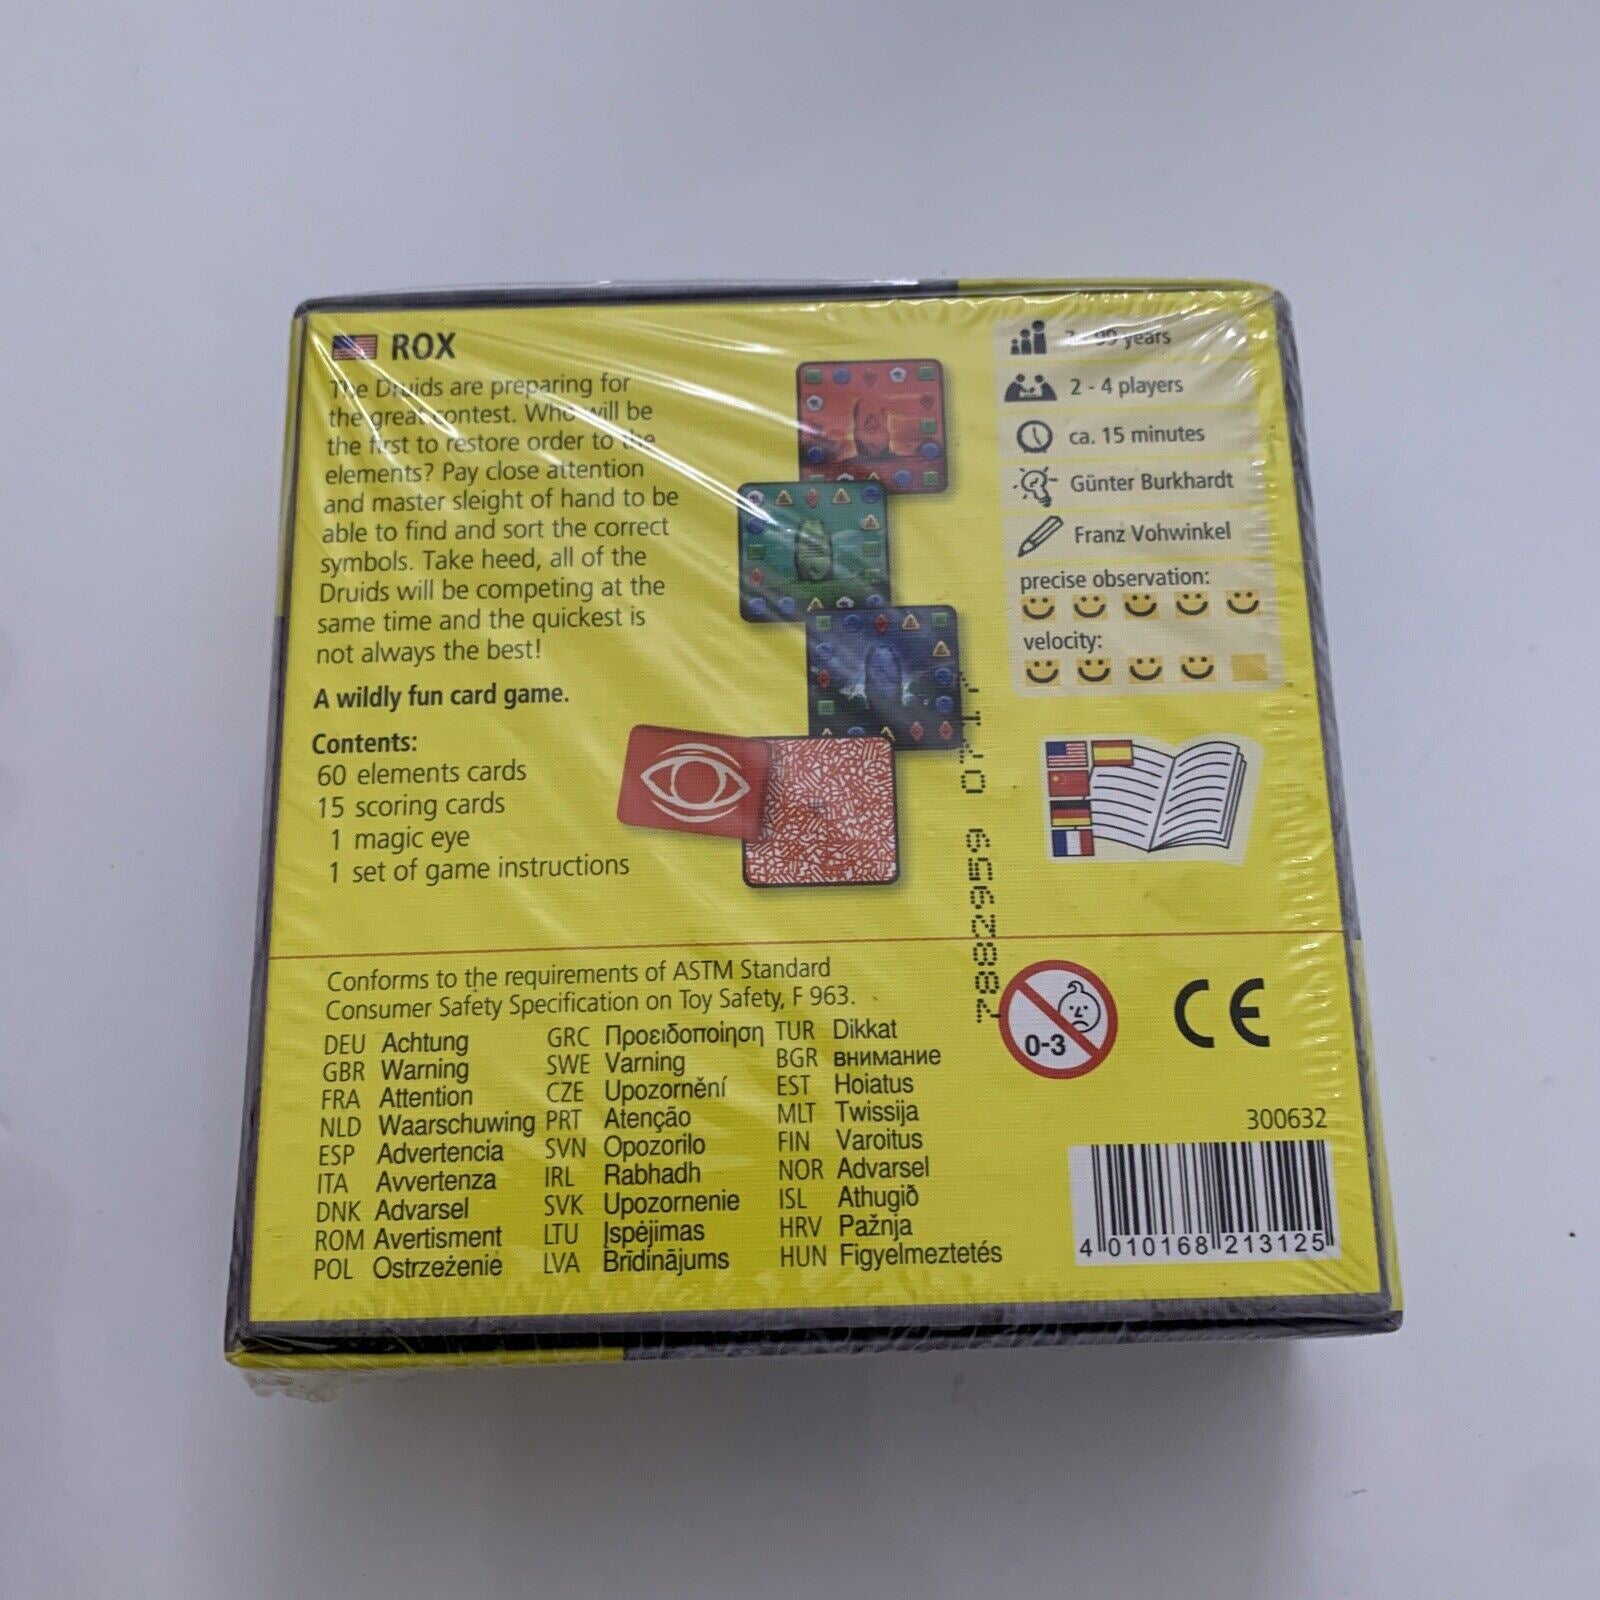 ROX
The Druids are preparing for
the great contest. Who will be
the first to restore order to the
elements? Pay close attention
and master sleight of hand to be
able to find and sort the correct
symbols. Take heed, all of the
Druids will be competing at the
same time and the quickest is
not always the best!
A wildly fun card game.
Contents:
60 elements cards
15 scoring cards
1 magic eye
1 set of game instructions
99 years
2 - 4 players
ca. 15 minutes
Günter Burkhardt
Franz Vohwinkel
precise observation:
velocity:
Conforms to the requirements of ASTM Standard
Consumer Safety Specification on Toy Safety, F 963.
DEU Achtung
GBR Warning
FRA Attention
NLD Waarschuwing
ESP Advertencia
ITA Avvertenza
DNK Advarsel
ROM Avertisment
POL Ostrzeżenie
GRC Προειδοποίηση
SWE Varning
CZE Upozornění
PRT Atenção
SVN Opozorilo
IRL Rabhadh
SVK Upozornenie
LTU Įspėjimas
LVA Brīdinājums
TUR Dikkat
BGR внимание
EST Hoiatus
MLT Twissija
FIN Varoitus
NOR Advarsel
ISL Athugið
HRV Pažnja
HUN Figyelmeztetés
0-3
CE
300632
4 010168 213125